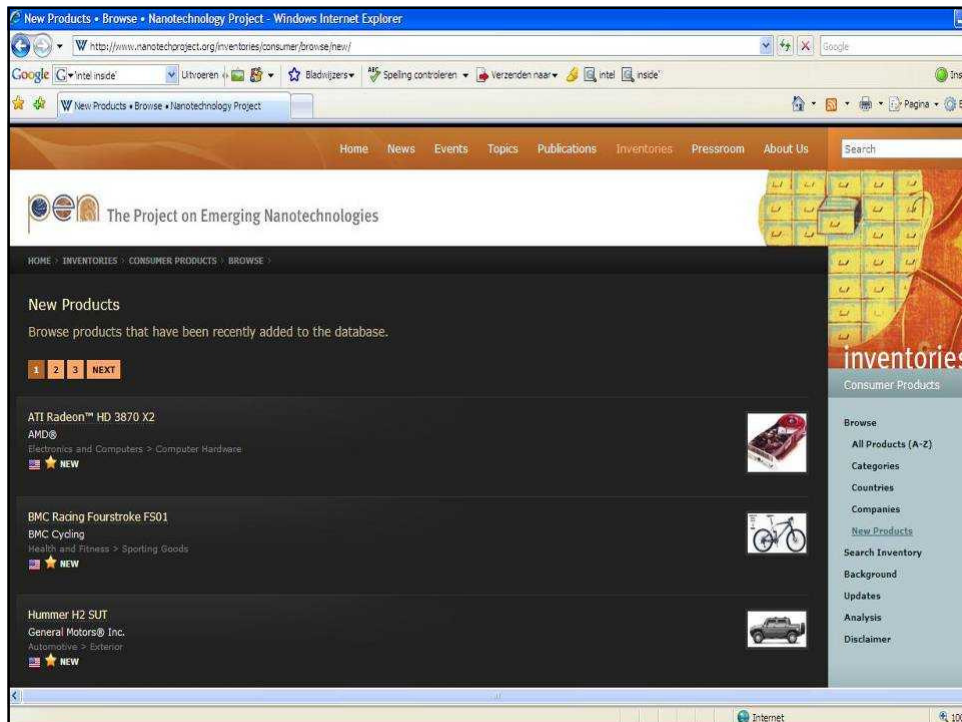 New Products • Browse • Nanotechnology Project - Windows Internet Explorer
http://www.nanotechproject.org/inventories/consumer/browse/new/
Google
Google G 'intel inside' Uitvoeren Bladwijzers Spelling controleren Verzenden naar intel inside'
New Products • Browse • Nanotechnology Project Pagina
Home News Events Topics Publications Inventories Pressroom About Us Search
pen The Project on Emerging Nanotechnologies
HOME > INVENTORIES > CONSUMER PRODUCTS > BROWSE >
New Products
Browse products that have been recently added to the database.
1 2 3 NEXT
ATI Radeon™ HD 3870 X2
AMD®
Electronics and Computers > Computer Hardware
NEW
BMC Racing Fourstroke FS01
BMC Cycling
Health and Fitness > Sporting Goods
NEW
Hummer H2 SUT
General Motors® Inc.
Automotive > Exterior
NEW
inventories
Consumer Products
Browse
All Products (A-Z)
Categories
Countries
Companies
New Products
Search Inventory
Background
Updates
Analysis
Disclaimer
Internet 100